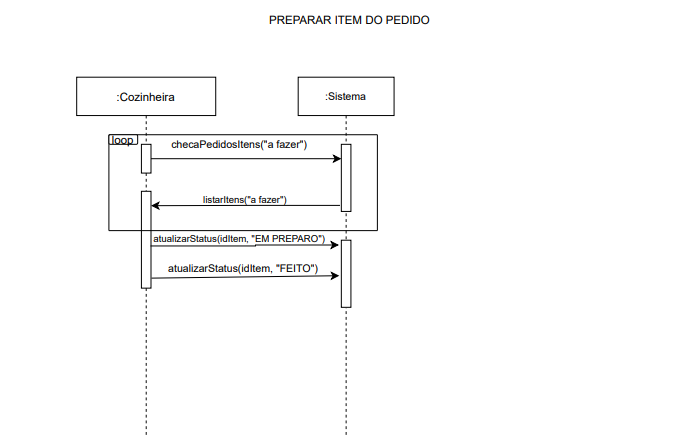 PREPARAR ITEM DO PEDIDO
:Cozinheira
:Sistema
loop
checaPedidosItens("a fazer")
listarItens("a fazer")
atualizarStatus(idItem, "EM PREPARO")
atualizarStatus(idItem, "FEITO")